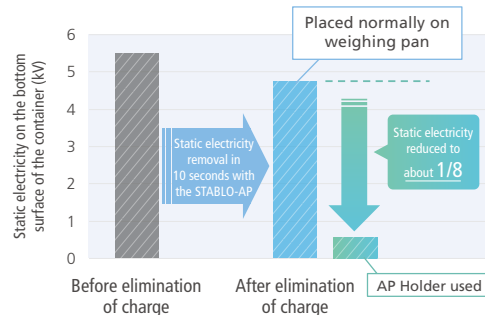 Static electricity on the bottom
surface of the container (kV)
6
5
4
3
2
1
0
Placed normally on
weighing pan
Static electricity
removal in
10 seconds with
the STABLO-AP
Static electricity
reduced to
about 1/8
AP Holder used
Before elimination
of charge
After elimination
of charge